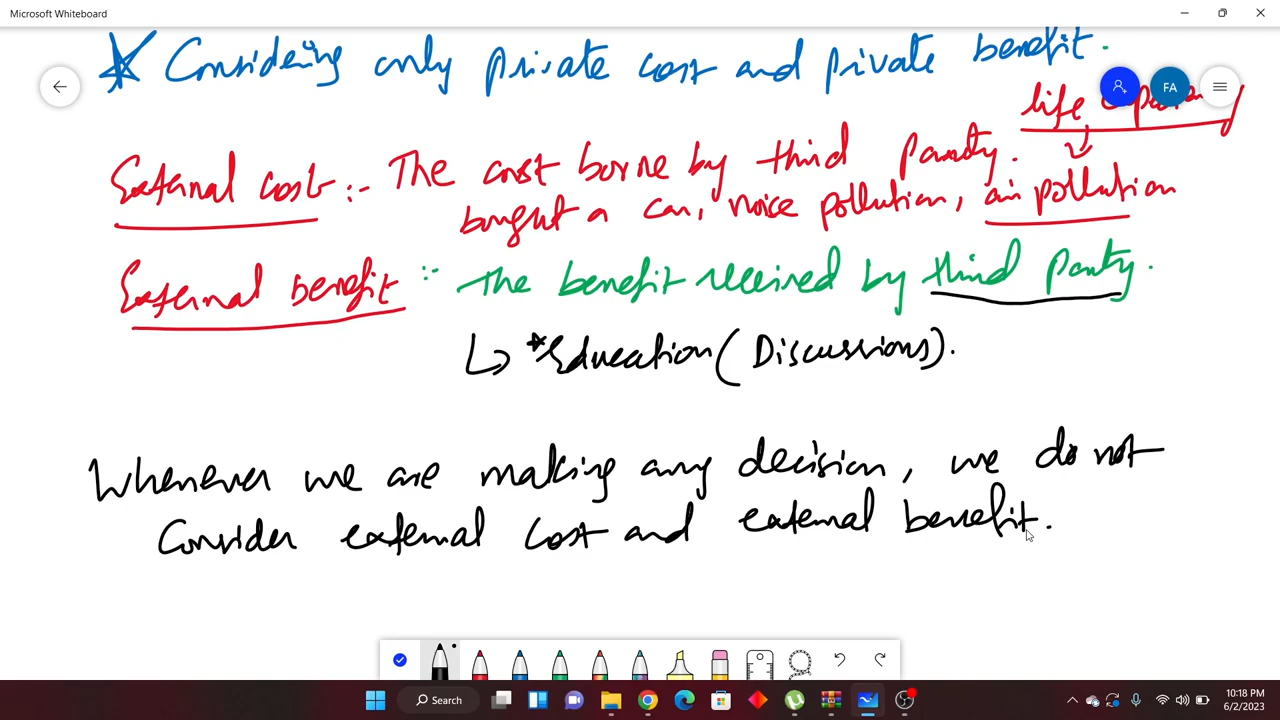 Microsoft Whiteboard
* Considering only private cost and private benefit.
FA
life
External cost :- The cost borne by third party.
bought a car, noice pollution, air pollution
External benefit :- The benefit received by third party.
↳ *Education (Discussions).
Whenever we are making any decision, we do not
Consider external cost and external benefit.
Search
10:18 PM
6/2/2023